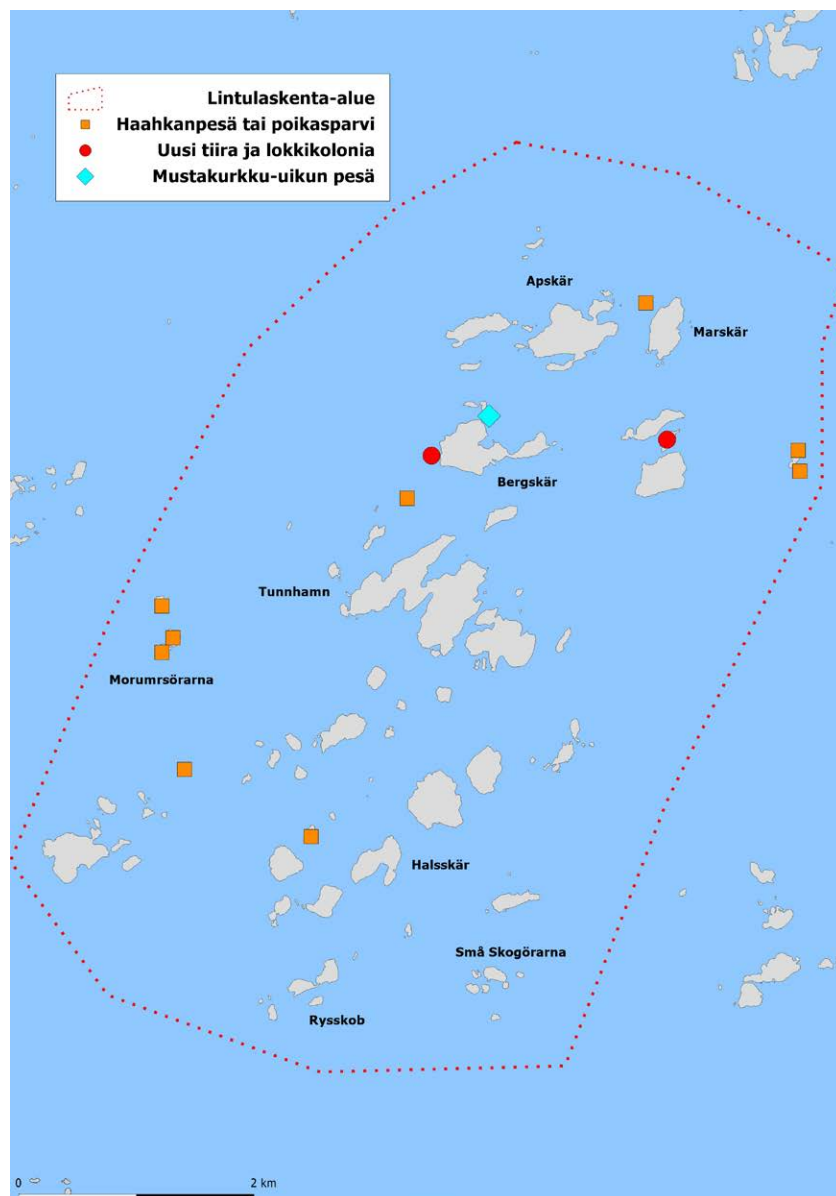 Lintulaskenta-alue
Haahkanpesä tai poikasparvi
Uusi tiira ja lokkikolonia
Mustakurkku-uikun pesä
Apskär
Marskär
Bergskär
Tunnhamn
Morumrsörarna
Halsskär
Små Skogörarna
Rysskob
0 2 km